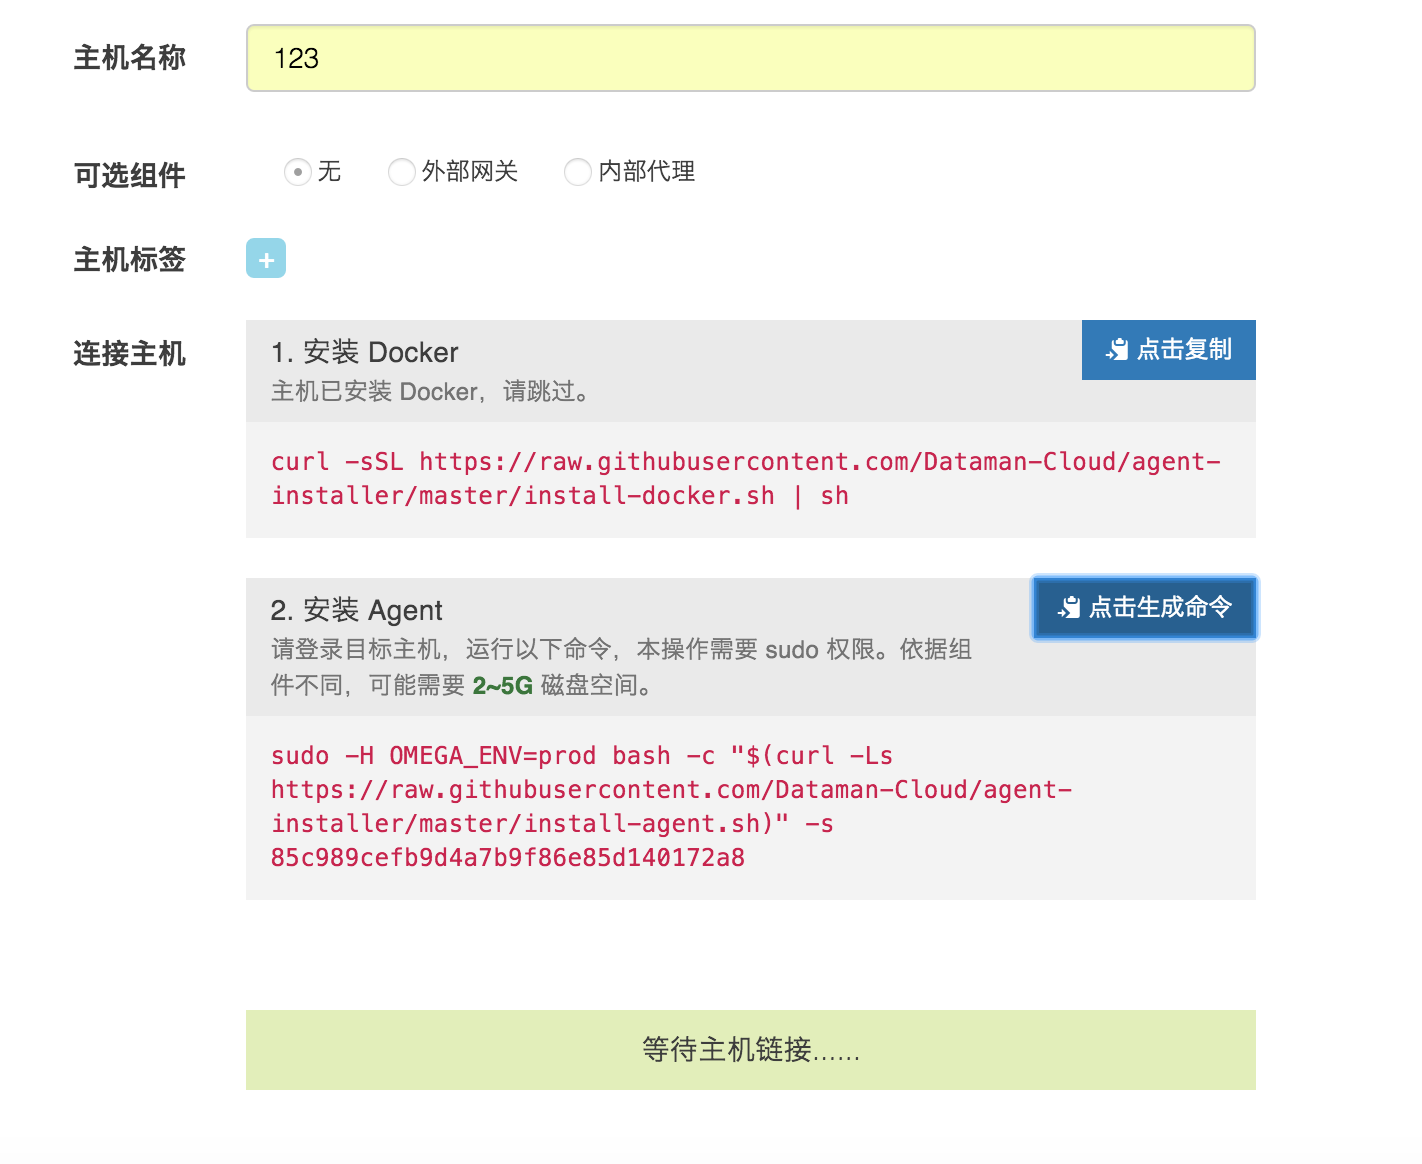 主机名称
123
可选组件
无 外部网关 内部代理
主机标签
+
连接主机
1. 安装 Docker
点击复制
主机已安装 Docker，请跳过。
curl -sSL https://raw.githubusercontent.com/Dataman-Cloud/agent-
installer/master/install-docker.sh | sh
2. 安装 Agent
点击生成命令
请登录目标主机，运行以下命令，本操作需要 sudo 权限。依据组
件不同，可能需要 2~5G 磁盘空间。
sudo -H OMEGA_ENV=prod bash -c "$(curl -Ls
https://raw.githubusercontent.com/Dataman-Cloud/agent-
installer/master/install-agent.sh)" -s
85c989cefb9d4a7b9f86e85d140172a8
等待主机链接......